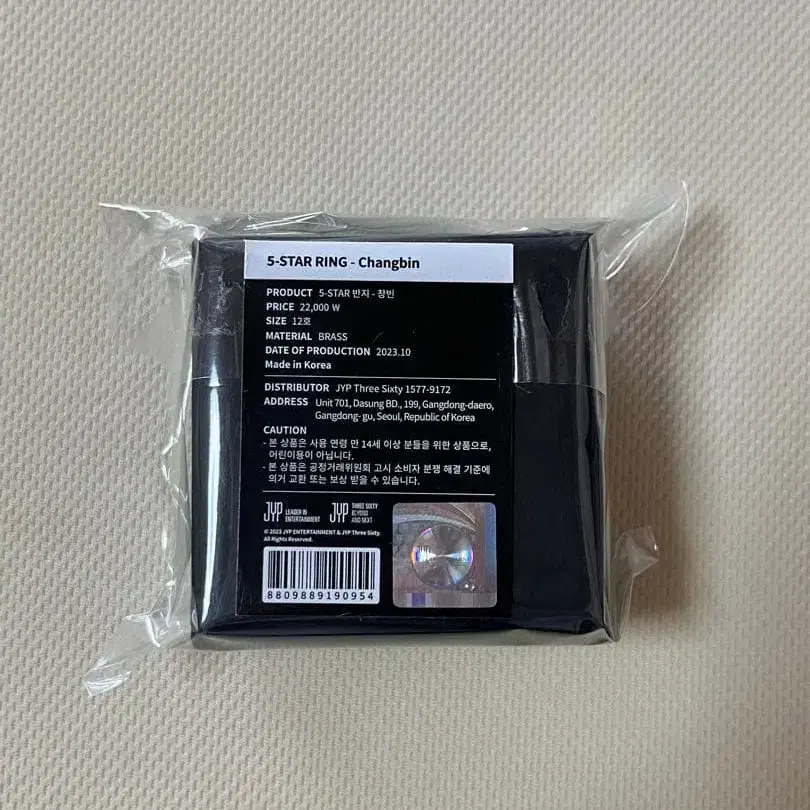 5-STAR RING - Changbin
PRODUCT 5-STAR 반지 - 창빈
PRICE 22,000 ₩
SIZE 12호
MATERIAL BRASS
DATE OF PRODUCTION 2023.10
Made in Korea
DISTRIBUTOR JYP Three Sixty 1577-9172
ADDRESS Unit 701, Dasung BD., 199, Gangdong-daero,
Gangdong- gu, Seoul, Republic of Korea
CAUTION
- 본 상품은 사용 연령 만 14세 이상 분들을 위한 상품으로,
어린이용이 아닙니다.
- 본 상품은 공정거래위원회 고시 소비자 분쟁 해결 기준에
의거 교환 또는 보상 받을 수 있습니다.
JYP LEADER IN ENTERTAINMENT JYP THREE SIXTY BEYOND AND NEXT
© 2023 JYP ENTERTAINMENT & JYP Three Sixty.
All Rights Reserved.
8809889190954